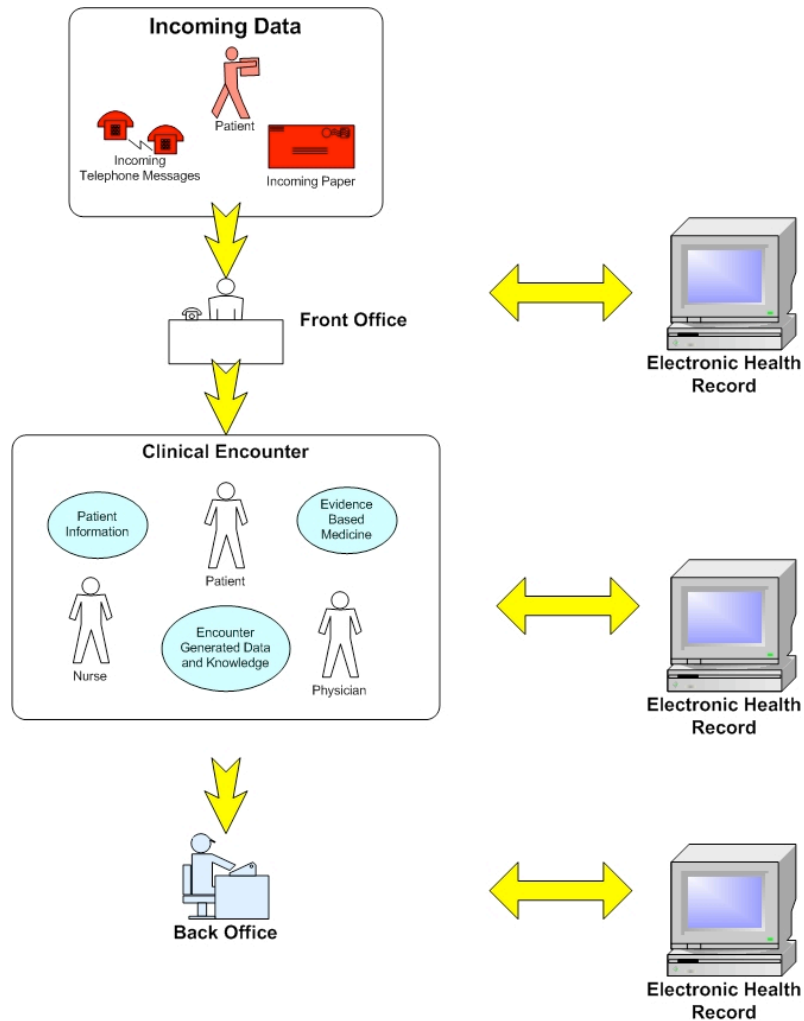 Incoming Data
Patient
Incoming
Telephone Messages
Incoming Paper
Front Office
Electronic Health
Record
Clinical Encounter
Patient
Information
Evidence
Based
Medicine
Patient
Encounter
Generated Data
and Knowledge
Nurse
Physician
Electronic Health
Record
Back Office
Electronic Health
Record